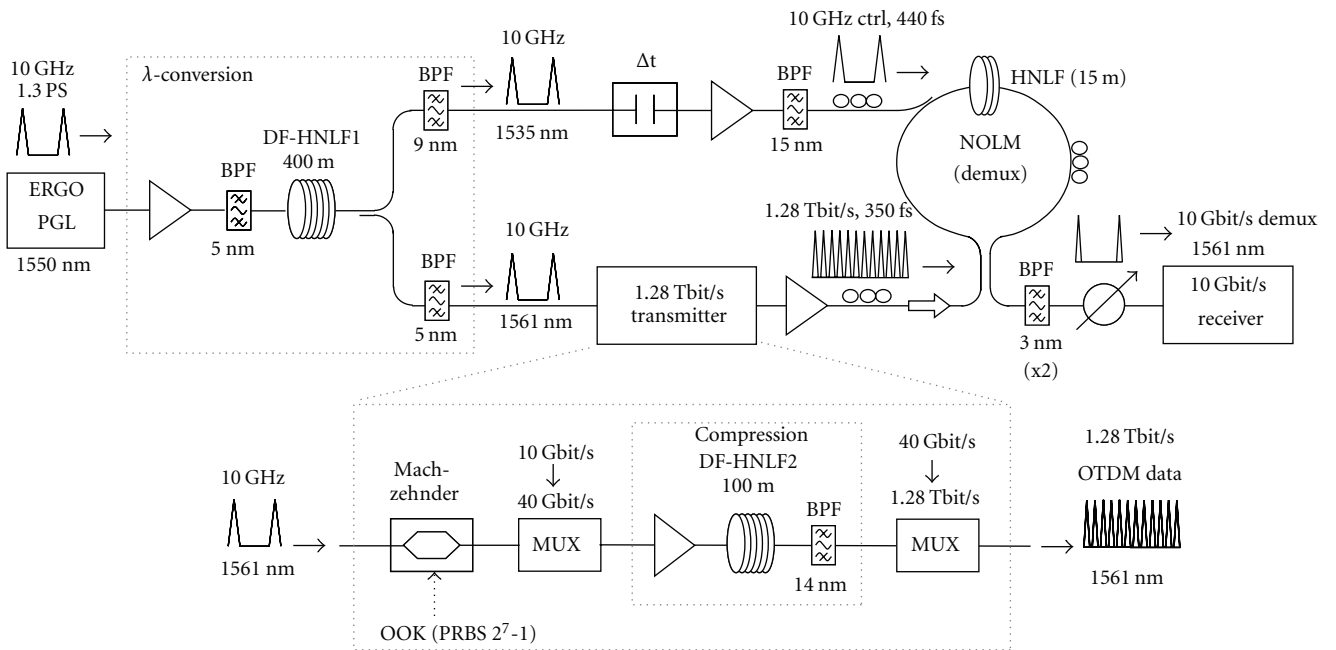 10 GHz
1.3 PS
ERGO
PGL
1550 nm
λ-conversion
BPF
5 nm
DF-HNLF1
400 m
BPF
9 nm
10 GHz
1535 nm
Δt
BPF
15 nm
10 GHz ctrl, 440 fs
HNLF (15 m)
NOLM
(demux)
BPF
5 nm
10 GHz
1561 nm
1.28 Tbit/s
transmitter
1.28 Tbit/s, 350 fs
BPF
3 nm
(x2)
10 Gbit/s demux
1561 nm
10 Gbit/s
receiver
10 GHz
1561 nm
Mach-
zehnder
OOK (PRBS 2⁷-1)
10 Gbit/s
40 Gbit/s
MUX
Compression
DF-HNLF2
100 m
BPF
14 nm
40 Gbit/s
1.28 Tbit/s
MUX
1.28 Tbit/s
OTDM data
1561 nm